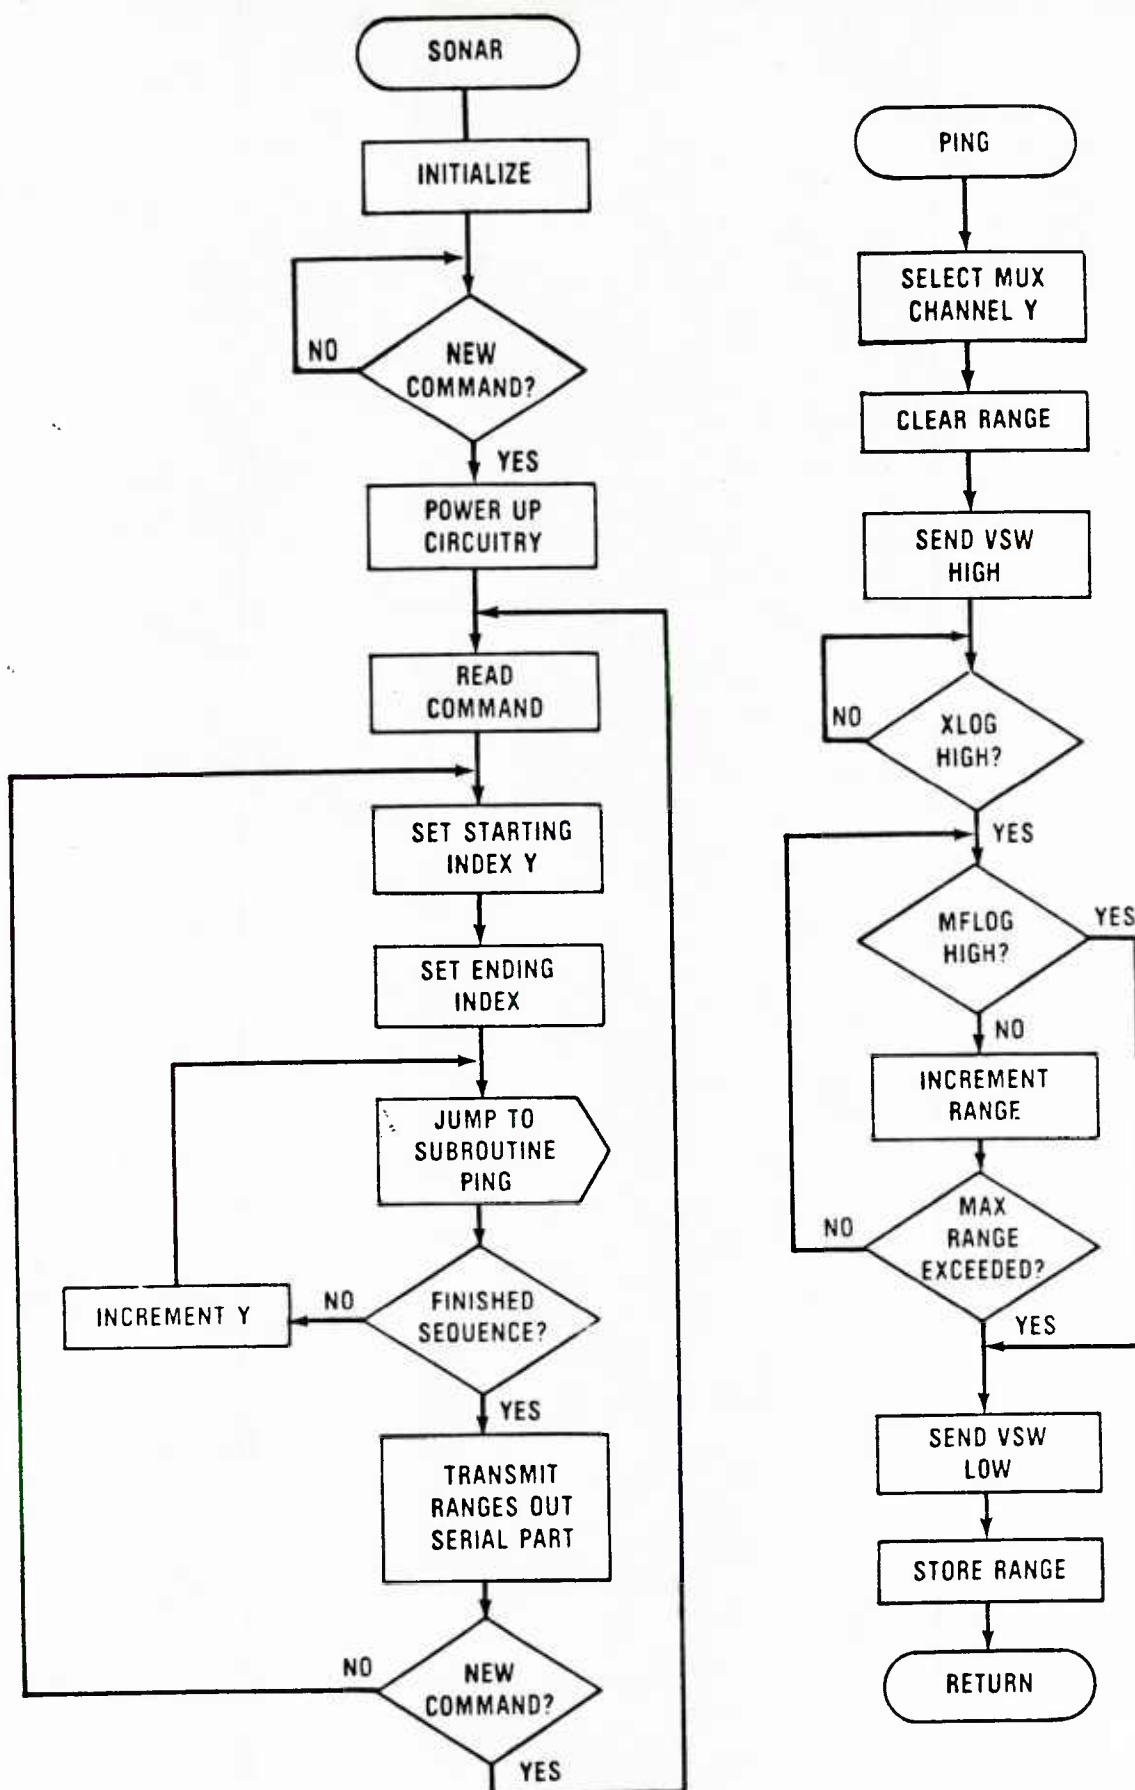 SONAR
INITIALIZE
NO
NEW
COMMAND?
YES
POWER UP
CIRCUITRY
READ
COMMAND
SET STARTING
INDEX Y
SET ENDING
INDEX
JUMP TO
SUBROUTINE
PING
INCREMENT Y
NO
FINISHED
SEQUENCE?
YES
TRANSMIT
RANGES OUT
SERIAL PART
NO
NEW
COMMAND?
YES
PING
SELECT MUX
CHANNEL Y
CLEAR RANGE
SEND VSW
HIGH
NO
XLOG
HIGH?
YES
MFLOG
HIGH?
YES
NO
INCREMENT
RANGE
NO
MAX
RANGE
EXCEEDED?
YES
SEND VSW
LOW
STORE RANGE
RETURN